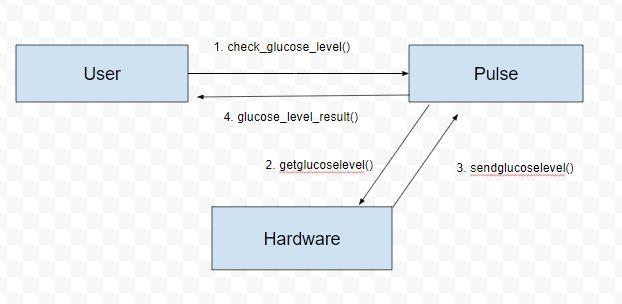 1. check_glucose_level()
User
Pulse
4. glucose_level_result()
2. getglucoselevel()
3. sendglucoselevel()
Hardware